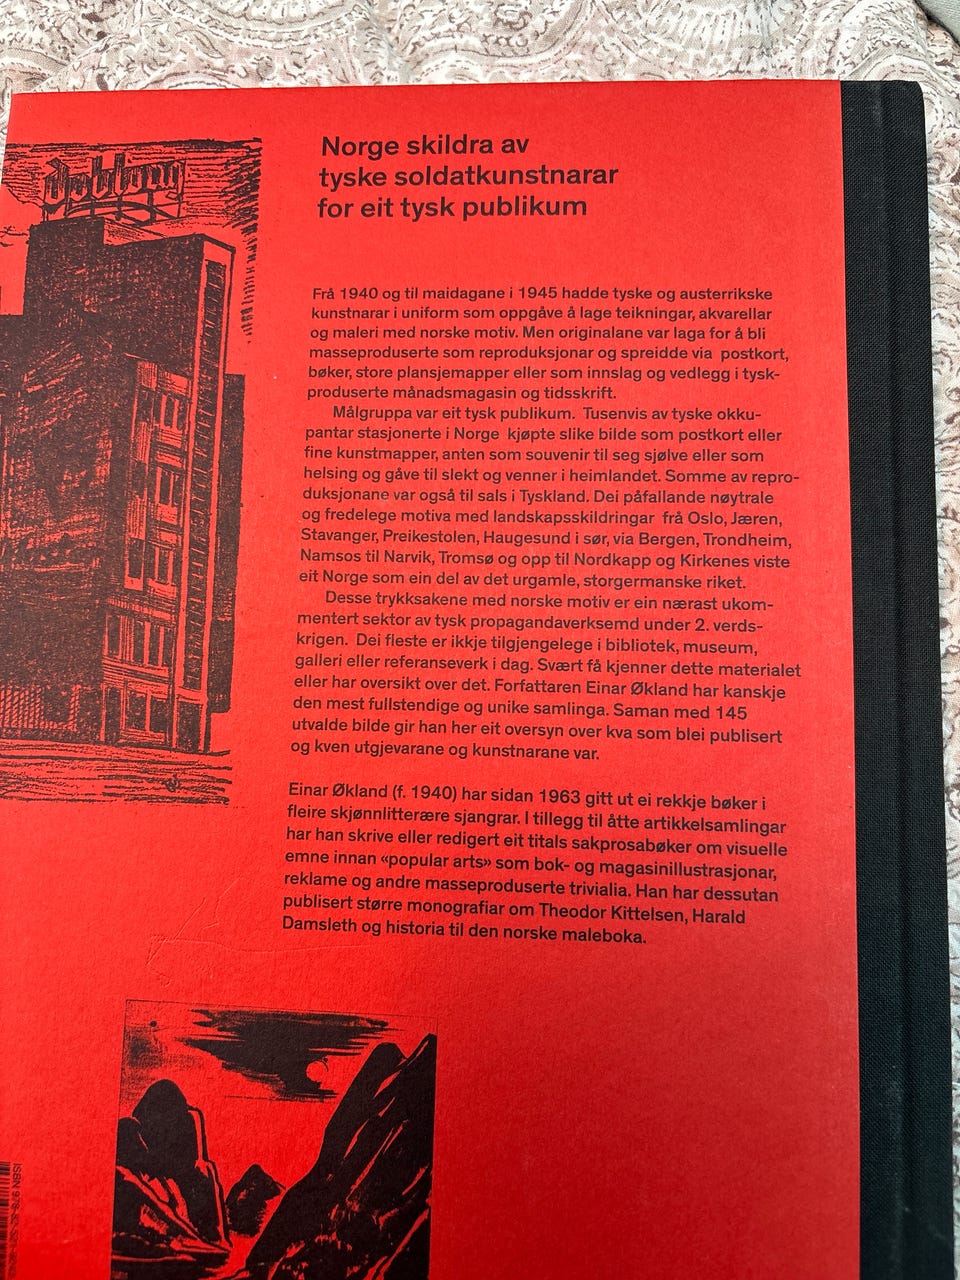 Norge skildra av
tyske soldatkunstnarar
for eit tysk publikum
Frå 1940 og til maidagane i 1945 hadde tyske og austerrikske
kunstnarar i uniform som oppgåve å lage teikningar, akvarellar
og maleri med norske motiv. Men originalane var laga for å bli
masseproduserte som reproduksjonar og spreidde via postkort,
bøker, store plansjemapper eller som innslag og vedlegg i tysk-
produserte månadsmagasin og tidsskrift.
Målgruppa var eit tysk publikum. Tusenvis av tyske okku-
pantar stasjonerte i Norge kjøpte slike bilde som postkort eller
fine kunstmapper, anten som souvenir til seg sjølve eller som
helsing og gåve til slekt og venner i heimlandet. Somme av repro-
duksjonane var også til sals i Tyskland. Dei påfallande nøytrale
og fredelege motiva med landskapsskildringar frå Oslo, Jæren,
Stavanger, Preikestolen, Haugesund i sør, via Bergen, Trondheim,
Namsos til Narvik, Tromsø og opp til Nordkapp og Kirkenes viste
eit Norge som ein del av det urgamle, storgermanske riket.
Desse trykksakene med norske motiv er ein nærast ukom-
mentert sektor av tysk propagandaverksemd under 2. verds-
krigen. Dei fleste er ikkje tilgjengelege i bibliotek, museum,
galleri eller referanseverk i dag. Svært få kjenner dette materialet
eller har oversikt over det. Forfattaren Einar Økland har kanskje
den mest fullstendige og unike samlinga. Saman med 145
utvalde bilde gir han her eit oversyn over kva som blei publisert
og kven utgjevarane og kunstnarane var.
Einar Økland (f. 1940) har sidan 1963 gitt ut ei rekkje bøker i
fleire skjønnlitterære sjangrar. I tillegg til åtte artikkelsamlingar
har han skrive eller redigert eit titals sakprosabøker om visuelle
emne innan «popular arts» som bok- og magasinillustrasjonar,
reklame og andre masseproduserte trivialia. Han har dessutan
publisert større monografiar om Theodor Kittelsen, Harald
Damsleth og historia til den norske maleboka.
ISBN